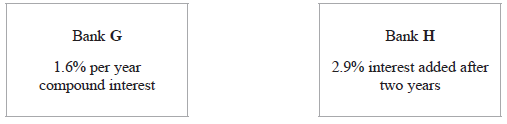 Bank G
1.6% per year
compound interest
Bank H
2.9% interest added after
two years